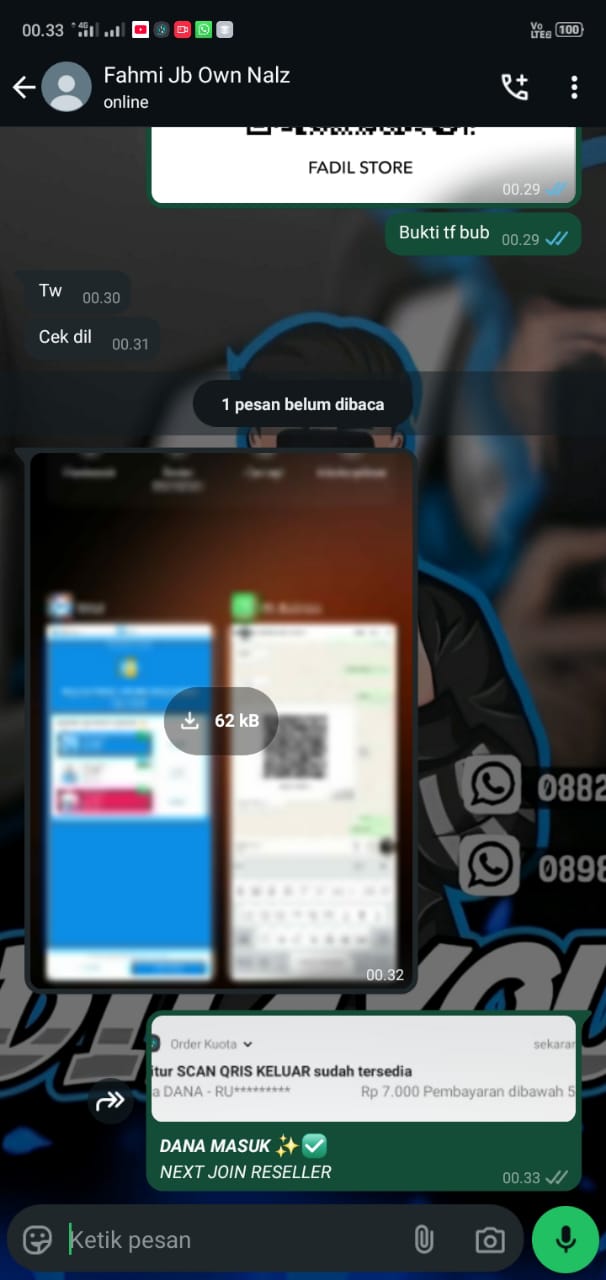 00.33
4G
Vo
LTE2
100
Fahmi Jb Own Nalz
online
FADIL STORE
00.29
Bukti tf bub 00.29
Tw 00.30
Cek dil 00.31
1 pesan belum dibaca
62 kB
0882
0898
00.32
Order Kuota sekarar
itur SCAN QRIS KELUAR sudah tersedia
a DANA - RU********* Rp 7.000 Pembayaran dibawah 5
DANA MASUK ✨✅
NEXT JOIN RESELLER
00.33
Ketik pesan